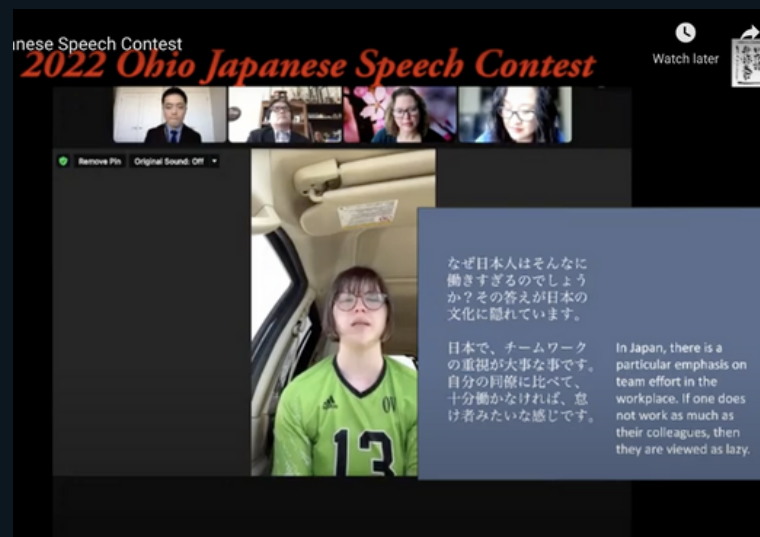 anese Speech Contest
Watch later
2022 Ohio Japanese Speech Contest
Remove Pin
Original Sound: Off
なぜ日本人はそんなに
働きすぎるのでしょう
か？その答えが日本の
文化に隠れています。
日本で、チームワーク
の重視が大事な事です。
自分の同僚に比べて、
十分働かなければ、怠
け者みたいな感じです。
In Japan, there is a
particular emphasis on
team effort in the
workplace. If one does
not work as much as
their colleagues, then
they are viewed as lazy.
OV
13